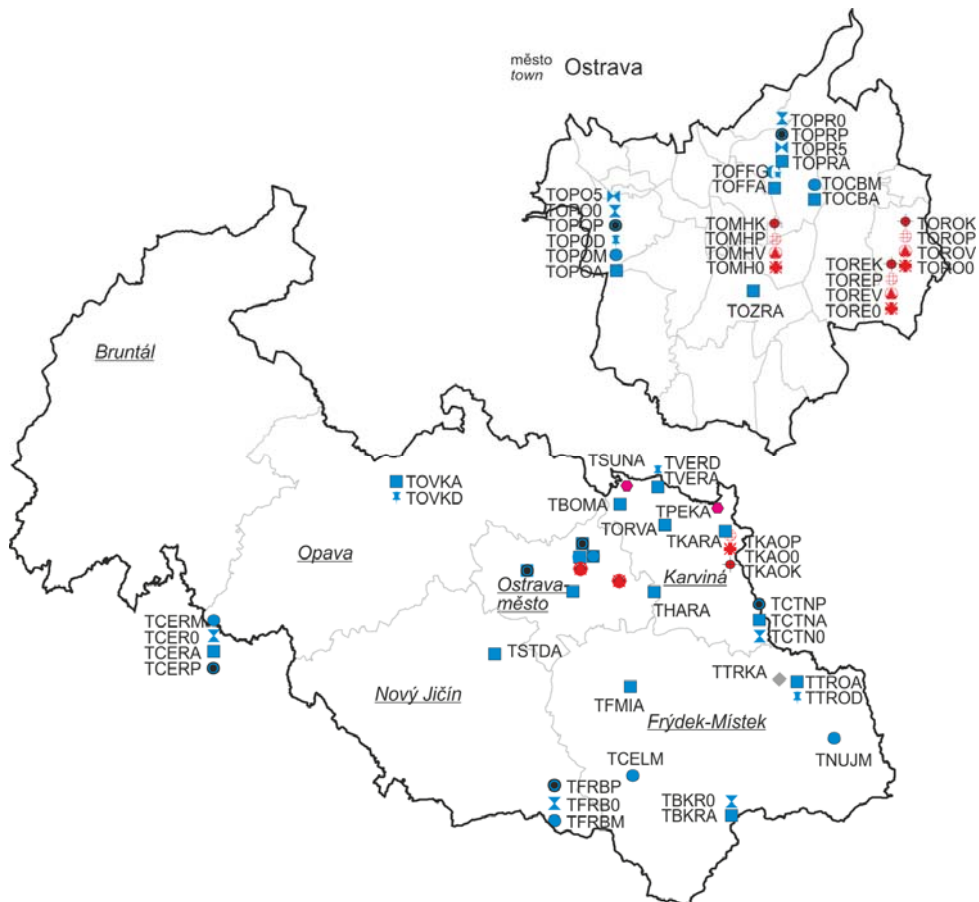 město
town Ostrava
TOPR0
TOPRP
TOPR5
TOPRA
TOFFG
TOFFA
TOCBM
TOCBA
TOPO5
TOPO0
TOPOP
TOPOD
TOPOM
TOPOA
TOMHK
TOMHP
TOMHV
TOMH0
TOROK
TOROP
TOROV
TORO0
TOREK
TOREP
TOREV
TORE0
TOZRA
Bruntál
TSUNA
TVERD
TVERA
TOVKA
TOVKD
TBOMA
TPEKA
TORVA
TKARA
TKAOP
TKAO0
TKAOK
Opava
Ostrava-
město
Karviná
THARA
TCTNP
TCTNA
TCTN0
TCERM
TCER0
TCERA
TCERP
TSTDA
TTRKA
TTROA
TTROD
Nový Jičín
TFMIA
Frýdek-Místek
TNUJM
TCELM
TFRBP
TFRB0
TFRBM
TBKR0
TBKRA